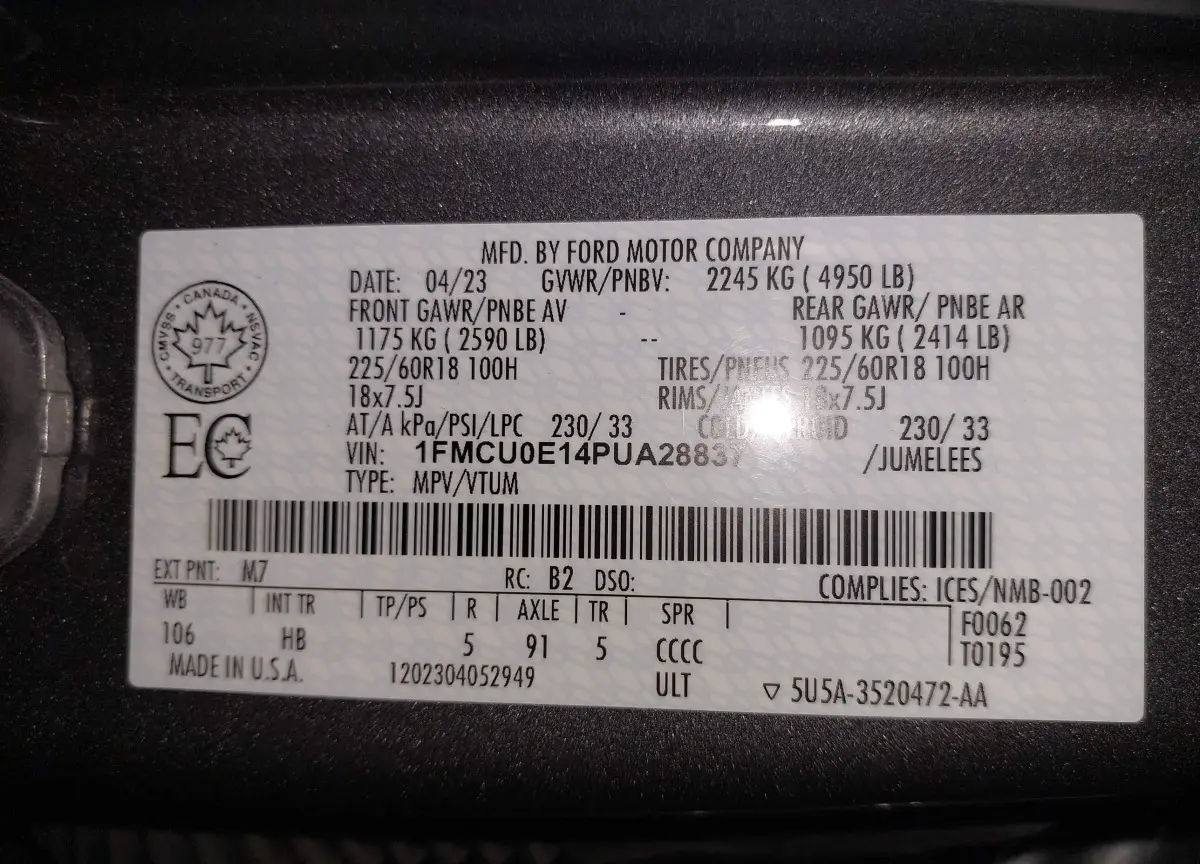 MFD. BY FORD MOTOR COMPANY
DATE: 04/23 GVWR/PNBV: 2245 KG ( 4950 LB)
FRONT GAWR/PNBE AV - REAR GAWR/ PNBE AR
1175 KG ( 2590 LB) -- 1095 KG ( 2414 LB)
225/60R18 100H TIRES/PNEUS 225/60R18 100H
18x7.5J RIMS/ 18x7.5J
AT/A kPa/PSI/LPC 230/ 33 230/ 33
VIN: /JUMELEES
TYPE: MPV/VTUM
CANADA
CMVSS NSVAC
977
TRANSPORT
EC
EXT PNT: M7 RC: B2 DSO: COMPLIES: ICES/NMB-002
WB INT TR TP/PS R AXLE TR SPR F0062
106 HB 5 91 5 CCCC T0195
MADE IN U.S.A. 1202304052949 ULT ▽ 5U5A-3520472-AA